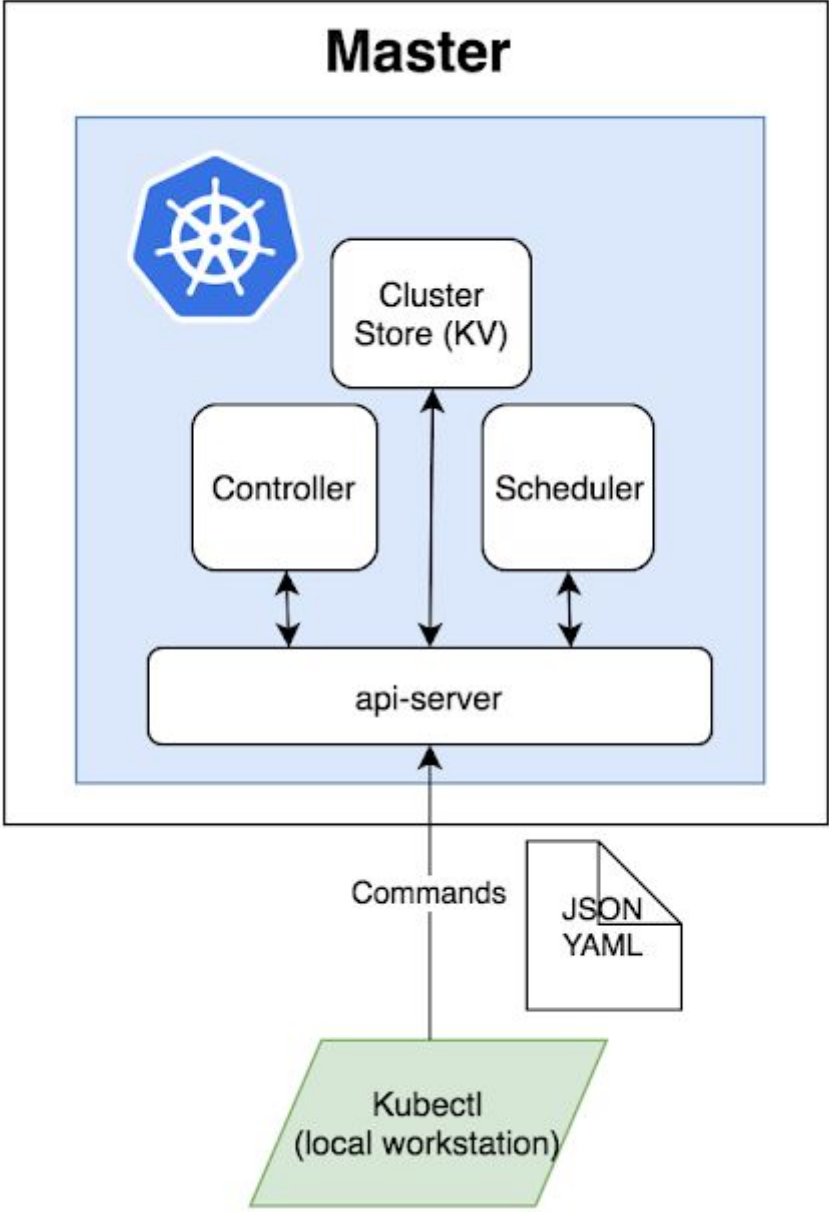 Master
Cluster
Store (KV)
Controller
Scheduler
api-server
Commands
JSON
YAML
Kubectl
(local workstation)